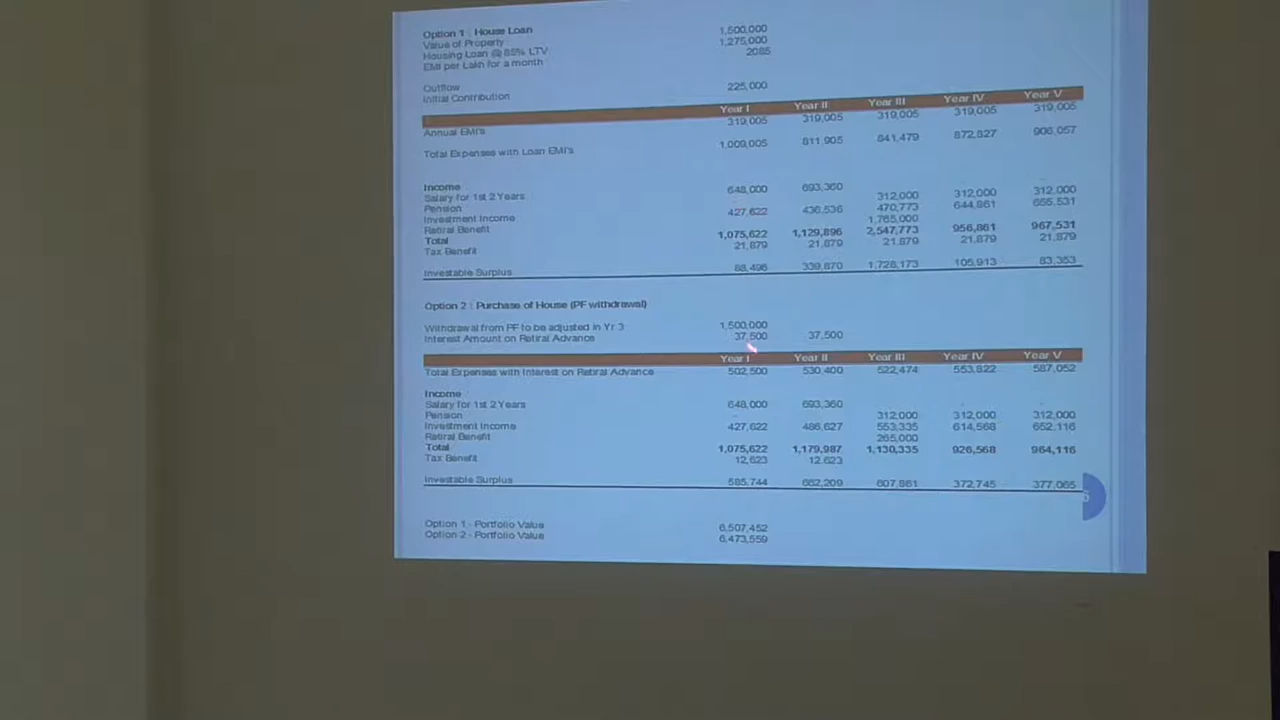 Option 1 : House Loan
Value of Property 1,500,000
Housing Loan @ 85% LTV 1,275,000
EMI per Lakh for a month 2085
Outflow
Initial Contribution 225,000
Year I Year II Year III Year IV Year V
Annual EMI's 319,005 319,005 319,005 319,005 319,005
Total Expenses with Loan EMI's 1,009,005 811,905 841,479 872,827 906,057
Income
Salary for 1st 2 Years 648,000 693,360
Pension - 312,000 312,000 312,000
Investment Income 427,622 436,536 470,773 644,861 655,531
Retiral Benefit 1,765,000
Total 1,075,622 1,129,896 2,547,773 956,861 967,531
Tax Benefit 21,879 21,879 21,879 21,879 21,879
Investable Surplus 88,496 339,870 1,728,173 105,913 83,353
Option 2 : Purchase of House (PF withdrawal)
Withdrawal from PF to be adjusted in Yr 3 1,500,000
Interest Amount on Retiral Advance 37,500 37,500
Year I Year II Year III Year IV Year V
Total Expenses with Interest on Retiral Advance 502,500 530,400 522,474 553,822 587,052
Income
Salary for 1st 2 Years 648,000 693,360 - - -
Pension - 312,000 312,000 312,000
Investment Income 427,622 486,627 553,335 614,568 652,116
Retiral Benefit 265,000
Total 1,075,622 1,179,987 1,130,335 926,568 964,116
Tax Benefit 12,623 12,623
Investable Surplus 585,744 662,209 607,861 372,745 377,065
6
Option 1 - Portfolio Value 6,507,452
Option 2 - Portfolio Value 6,473,559